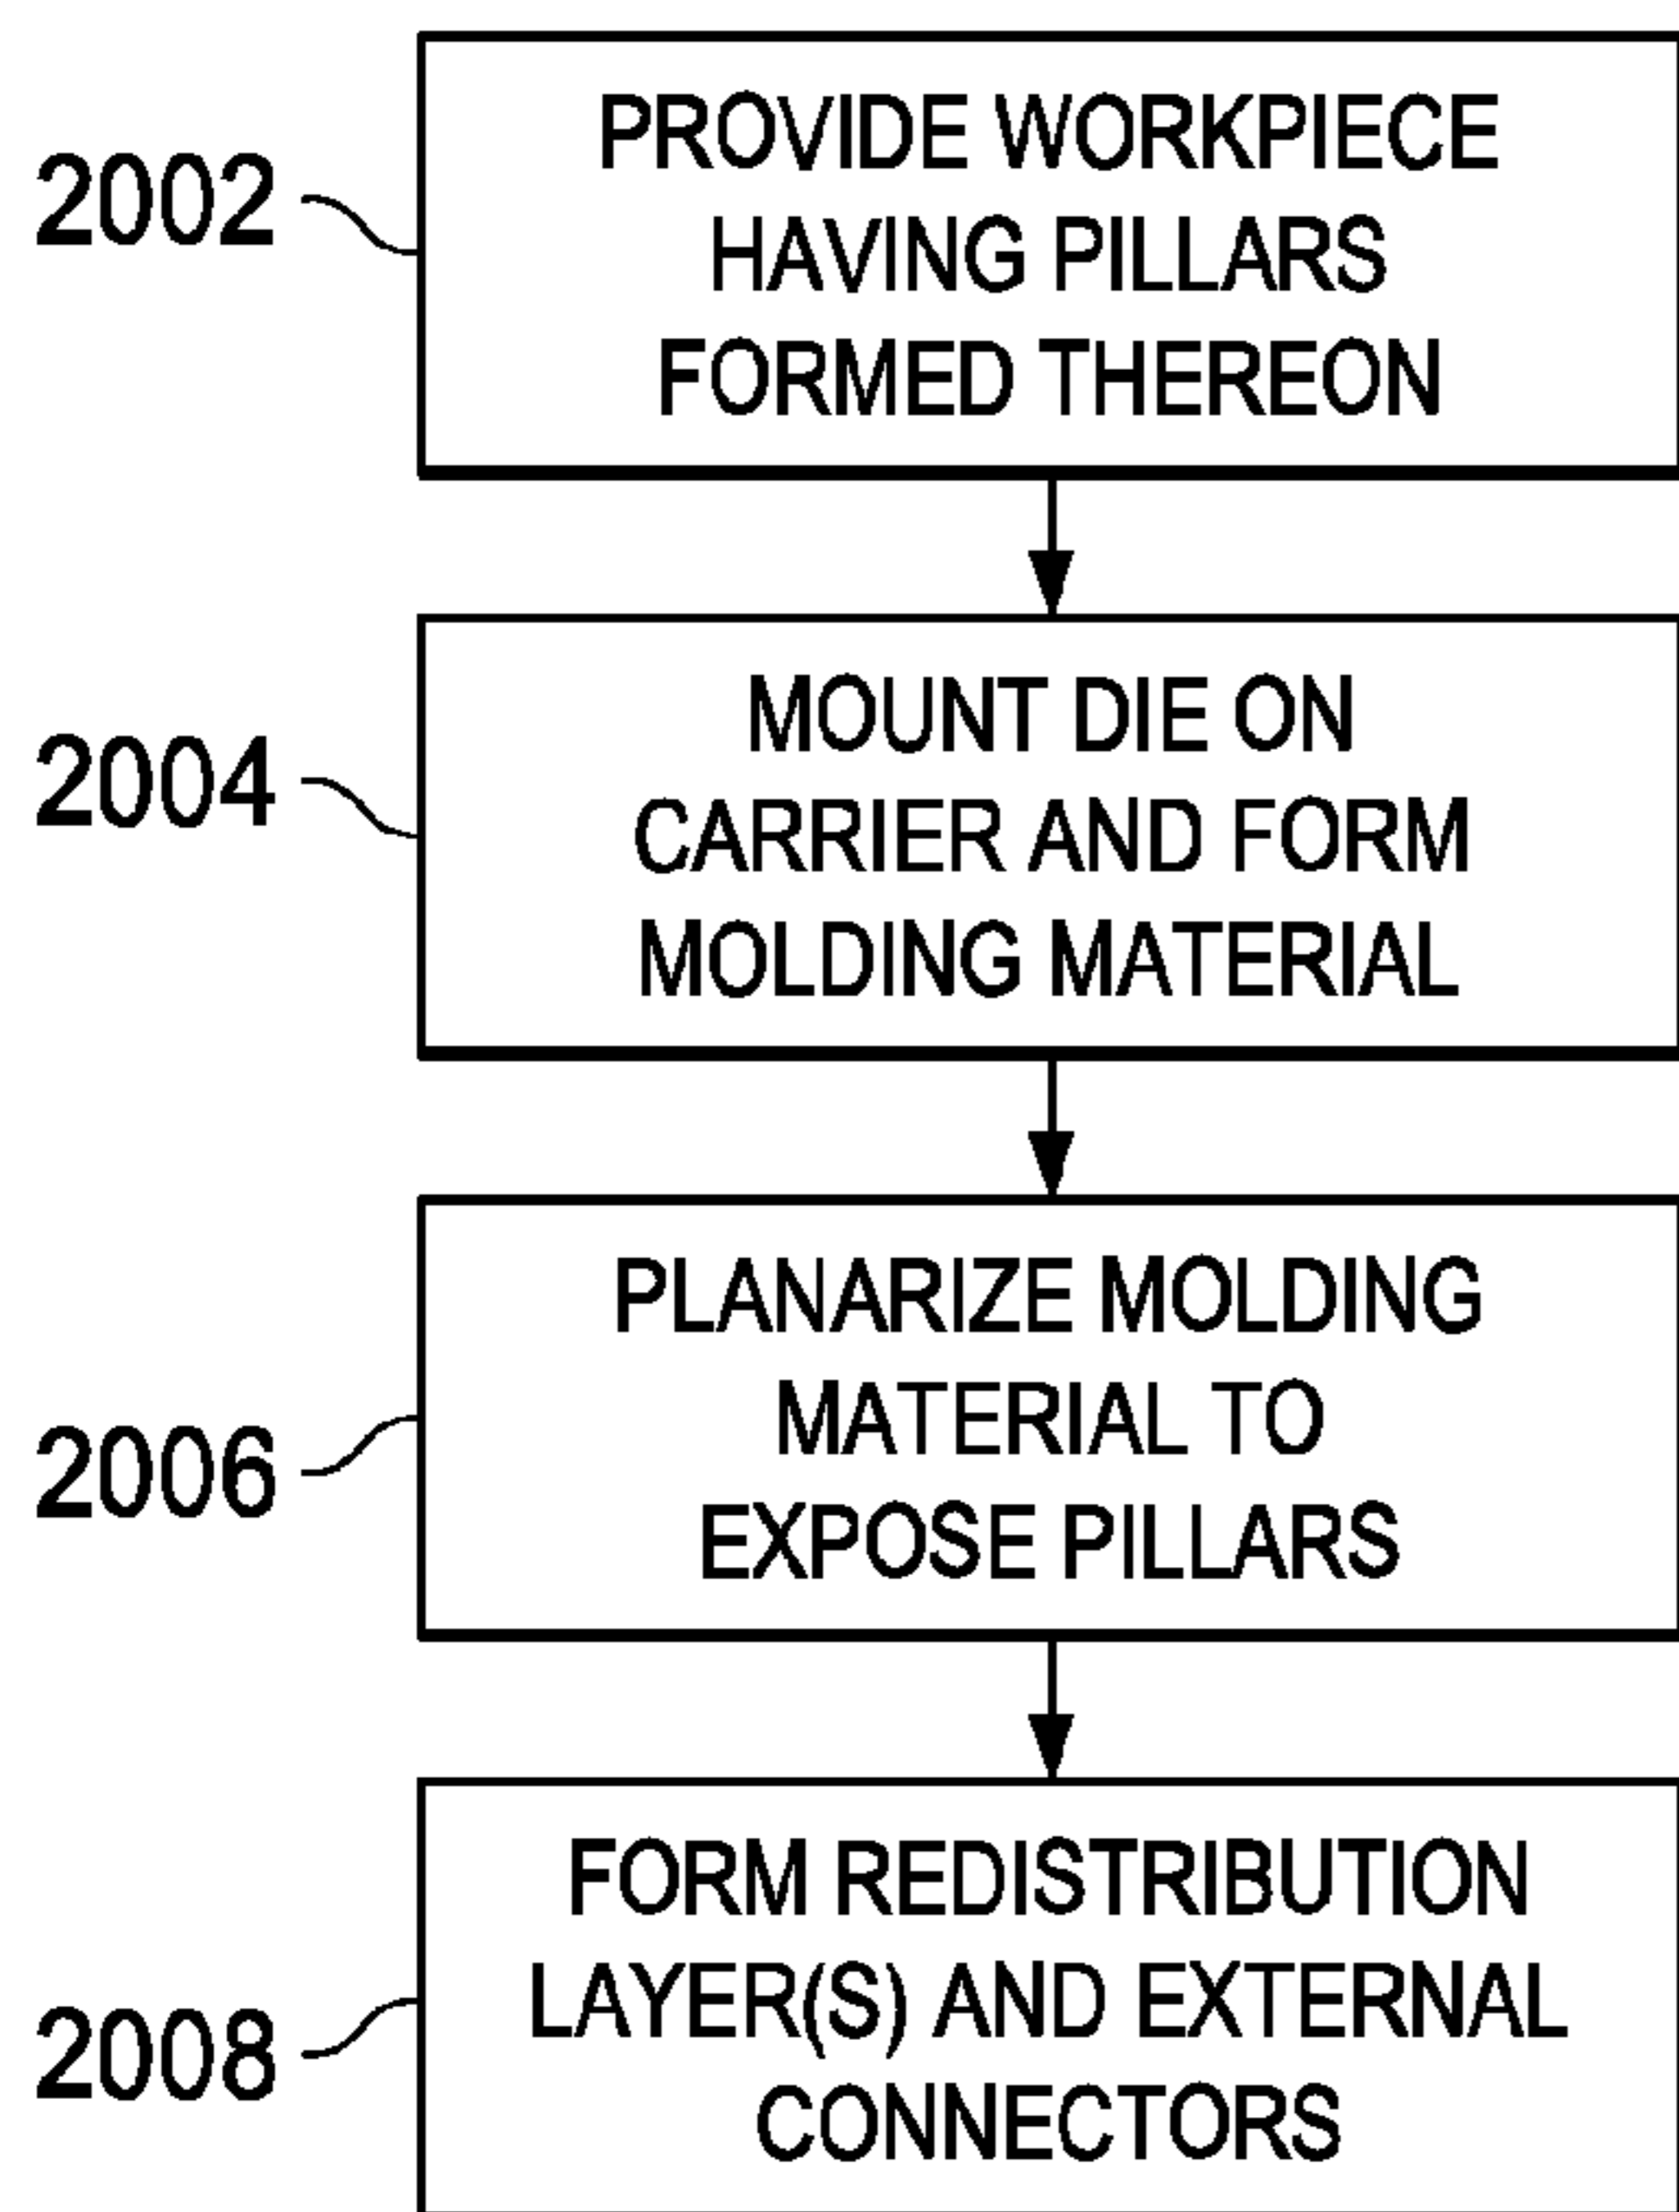 2002
PROVIDE WORKPIECE
HAVING PILLARS
FORMED THEREON
2004
MOUNT DIE ON
CARRIER AND FORM
MOLDING MATERIAL
2006
PLANARIZE MOLDING
MATERIAL TO
EXPOSE PILLARS
2008
FORM REDISTRIBUTION
LAYER(S) AND EXTERNAL
CONNECTORS